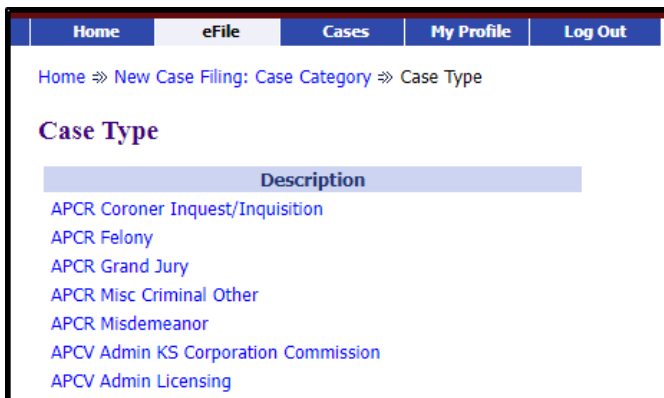 Home eFile Cases My Profile Log Out
Home ⇒ New Case Filing: Case Category ⇒ Case Type
Case Type
Description
APCR Coroner Inquest/Inquisition
APCR Felony
APCR Grand Jury
APCR Misc Criminal Other
APCR Misdemeanor
APCV Admin KS Corporation Commission
APCV Admin Licensing